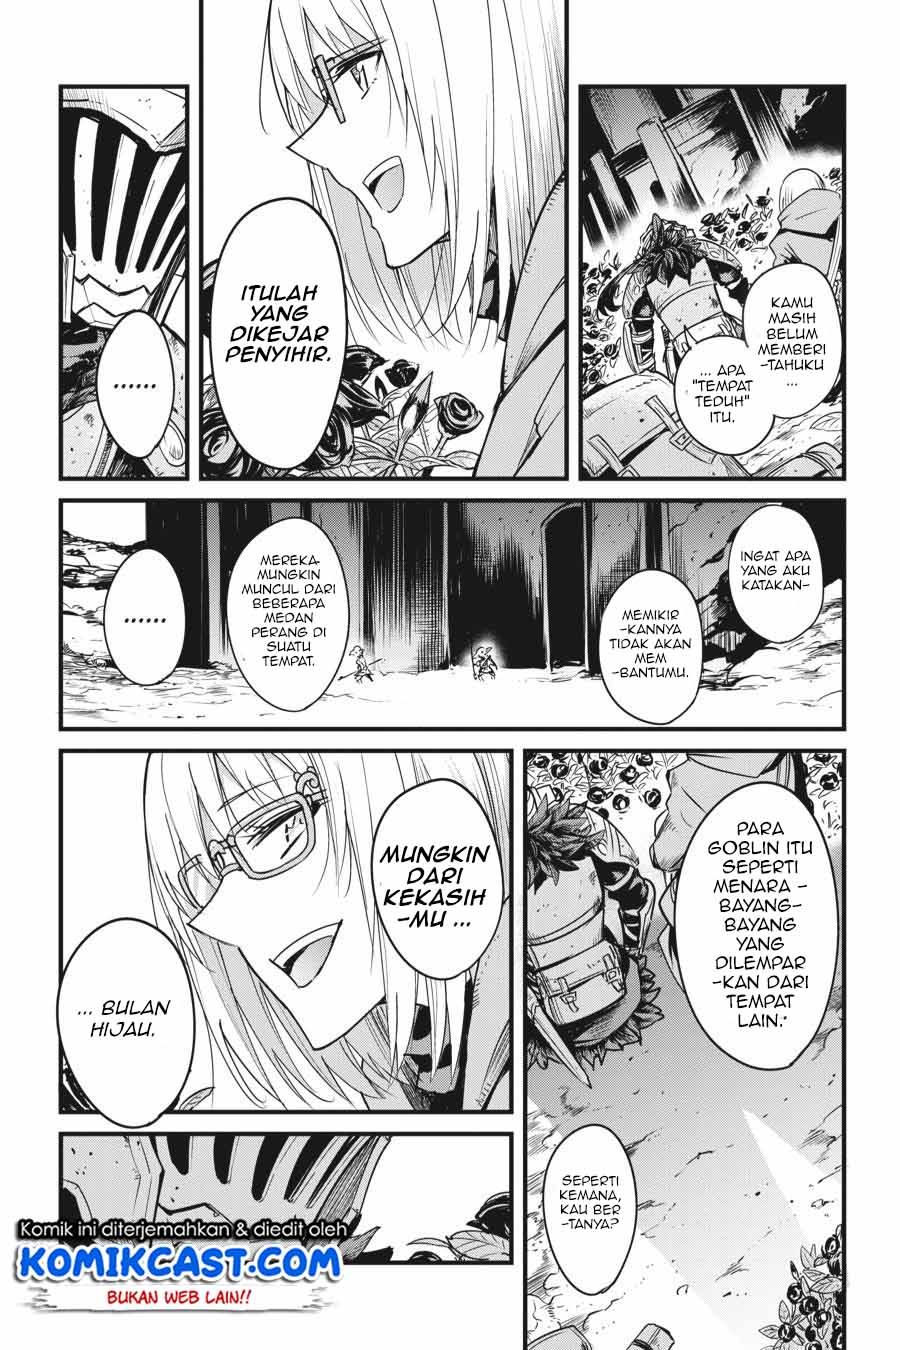 KAMU
MASIH
BELUM
MEMBERI
-TAHUKU
...
... APA
"TEMPAT
TEDUH"
ITU.
ITULAH
YANG
DIKEJAR
PENYIHIR.
......
INGAT APA
YANG AKU
KATAKAN-
MEMIKIR
-KANNYA
TIDAK AKAN
MEM
BANTUMU.
MEREKA-
MUNGKIN
MUNCUL DARI
BEBERAPA
MEDAN
PERANG DI
SUATU
TEMPAT.
......
PARA
GOBLIN ITU
SEPERTI
MENARA -
BAYANG-
BAYANG
YANG
DILEMPAR
-KAN DARI
TEMPAT
LAIN."
SEPERTI
KEMANA,
KAU BER
-TANYA?
MUNGKIN
DARI
KEKASIH
-MU ...
... BULAN
HIJAU.
Komik ini diterjemahkan & diedit oleh
KOMIKCAST.COM
BUKAN WEB LAIN!!